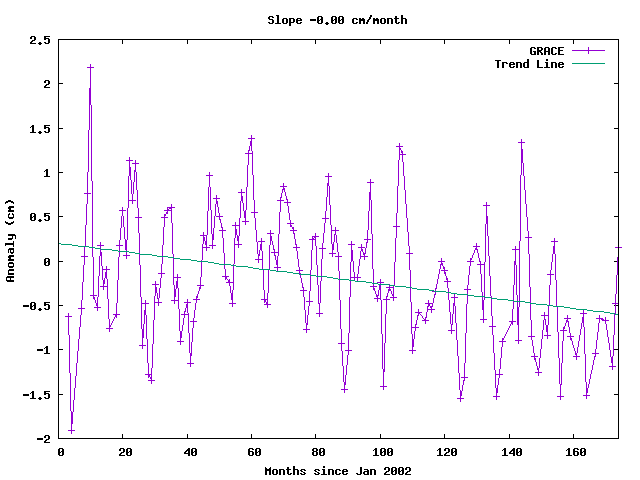 Slope -0.00 cm/month
GRACE
Trend Line
2.5
2
1.5
1
0.5
0
-0.5
-1
-1.5
-2
Anomaly (cm)
0 20 40 60 80 100 120 140 160
Months since Jan 2002